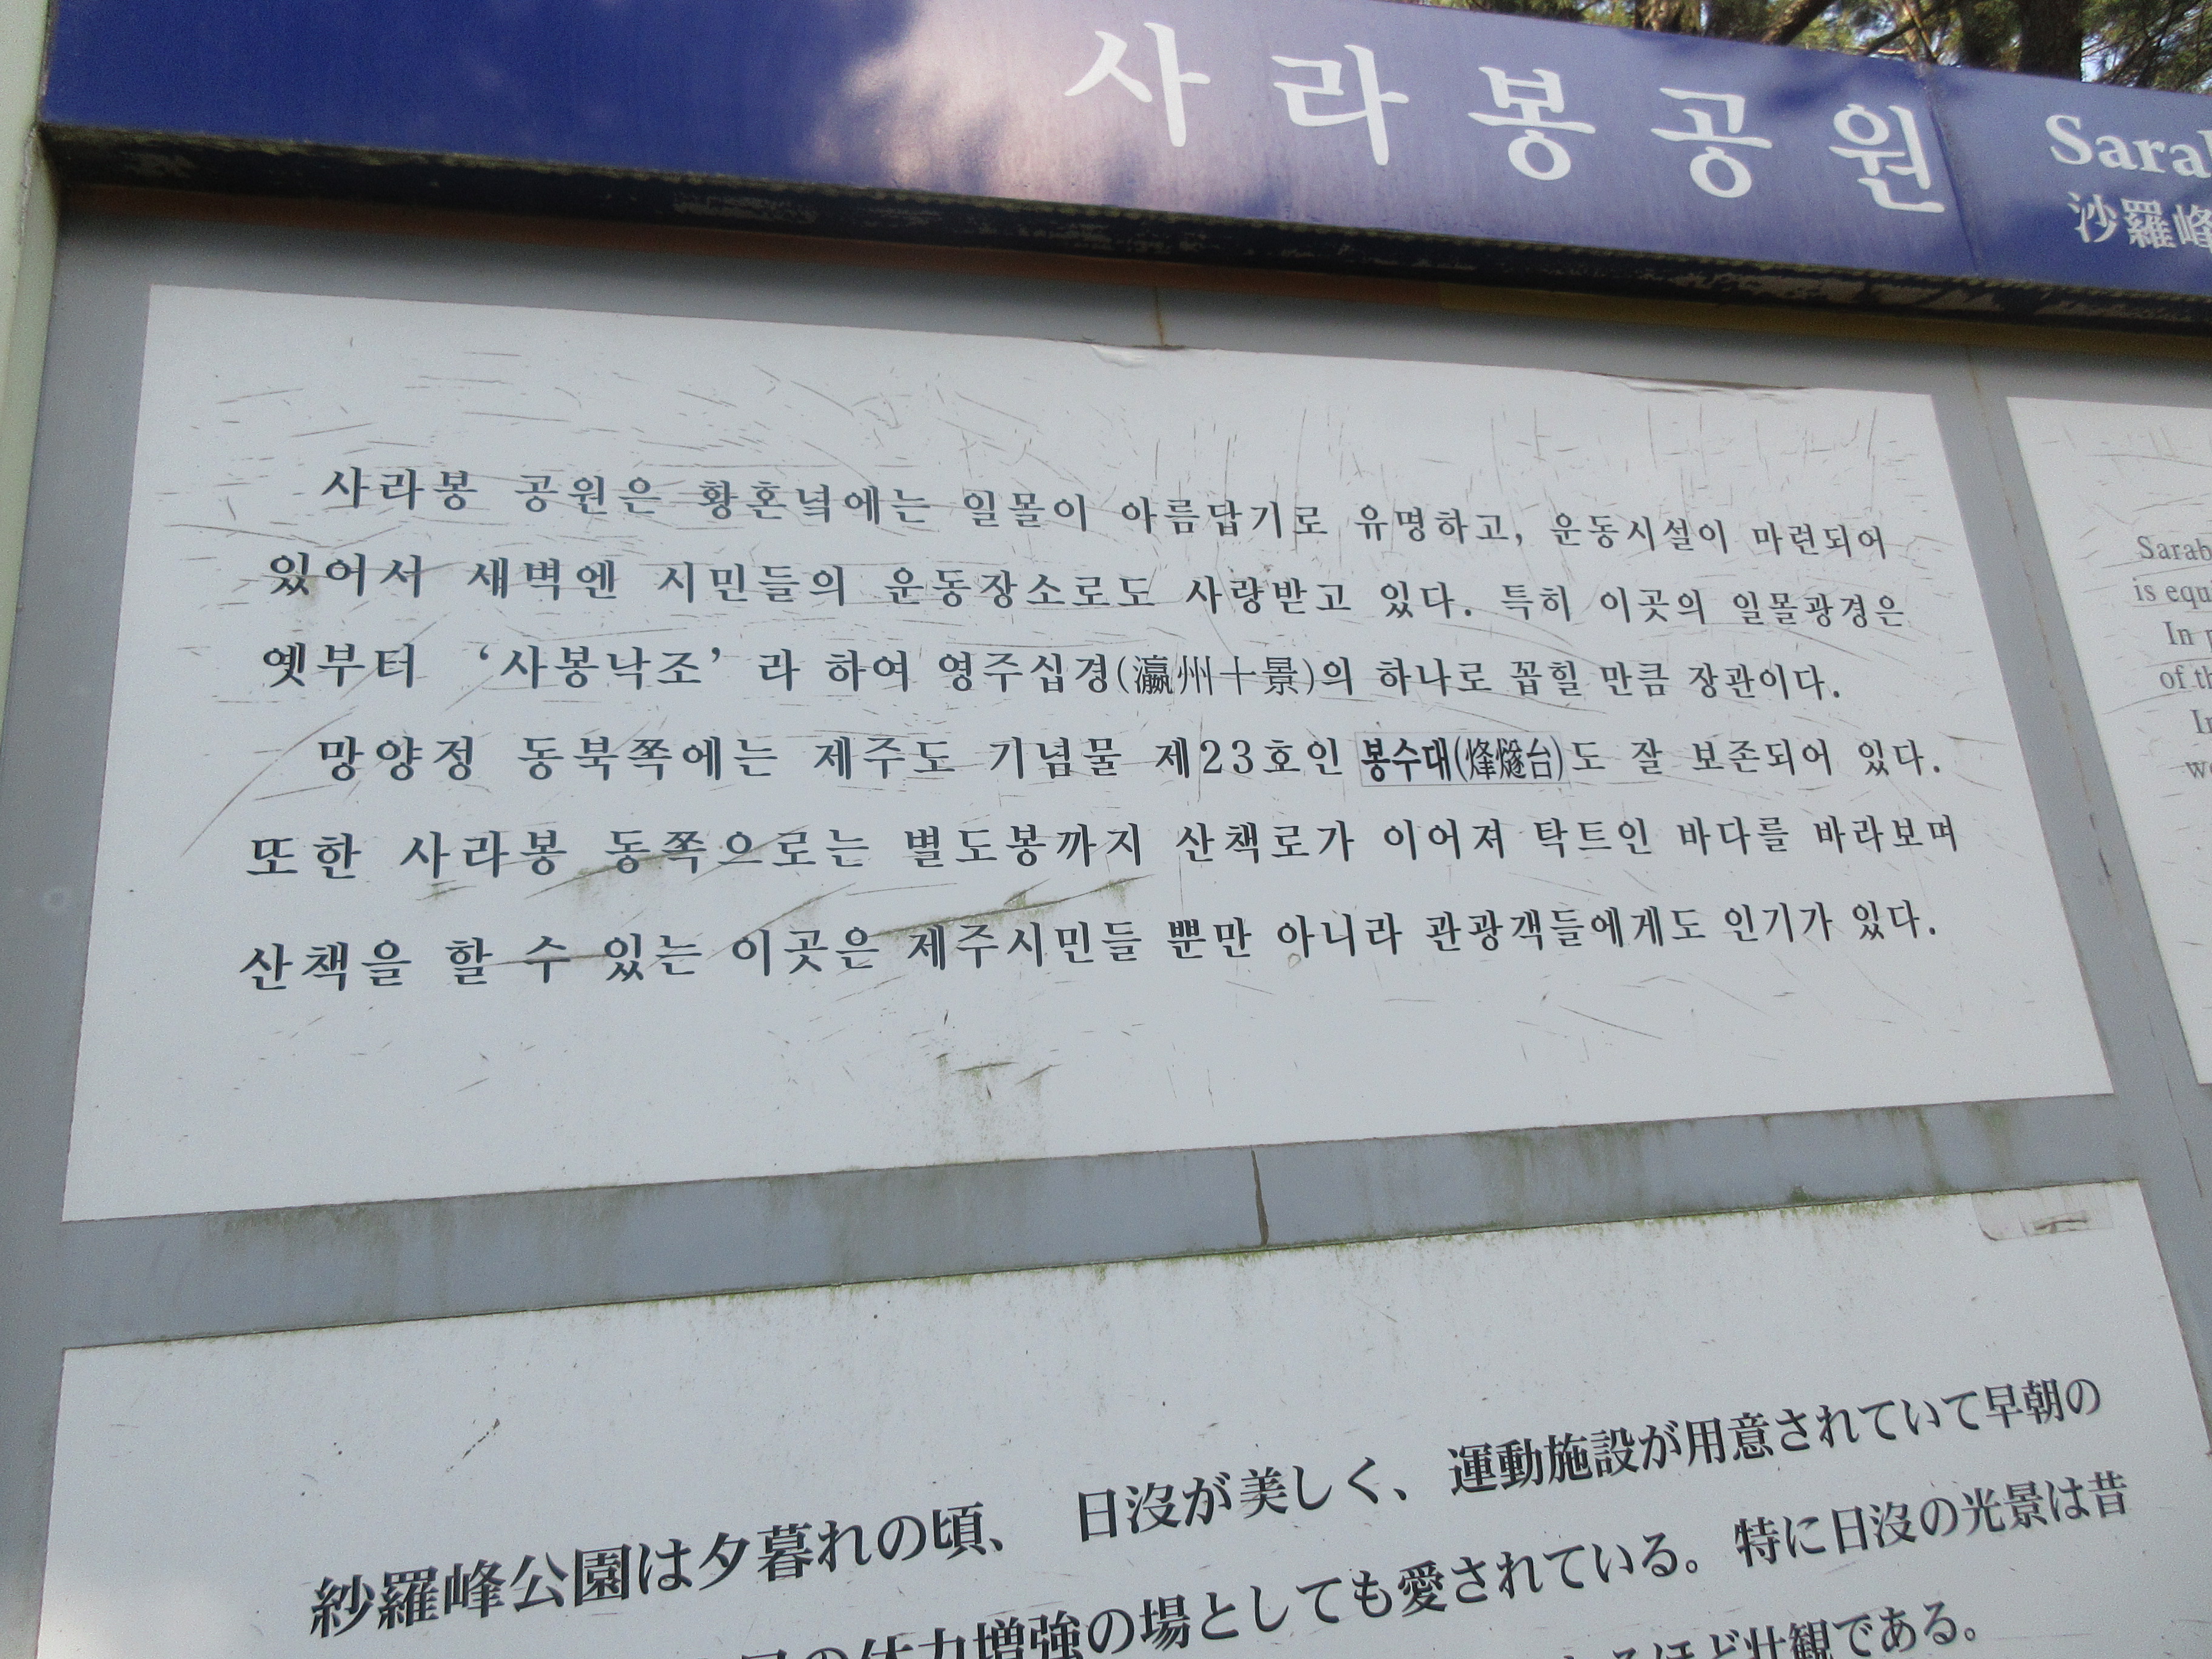 사라봉공원
沙羅峰
사라봉 공원은 황혼녘에는 일몰이 아름답기로 유명하고, 운동시설이 마련되어
있어서 새벽엔 시민들의 운동장소로도 사랑받고 있다. 특히 이곳의 일몰광경은
옛부터 ‘사봉낙조’ 라 하여 영주십경(瀛州十景)의 하나로 꼽힐 만큼 장관이다.
망양정 동북쪽에는 제주도 기념물 제23호인 봉수대(烽燧台)도 잘 보존되어 있다.
또한 사라봉 동쪽으로는 별도봉까지 산책로가 이어져 탁트인 바다를 바라보며
산책을 할 수 있는 이곳은 제주시민들 뿐만 아니라 관광객들에게도 인기가 있다.
is
In
of
紗羅峰公園は夕暮れの頃、 日沒が美しく、運動施設が用意されていて早朝の
の体力増強の場としても愛されている。特に日沒の光景は昔
るほど壮観である。